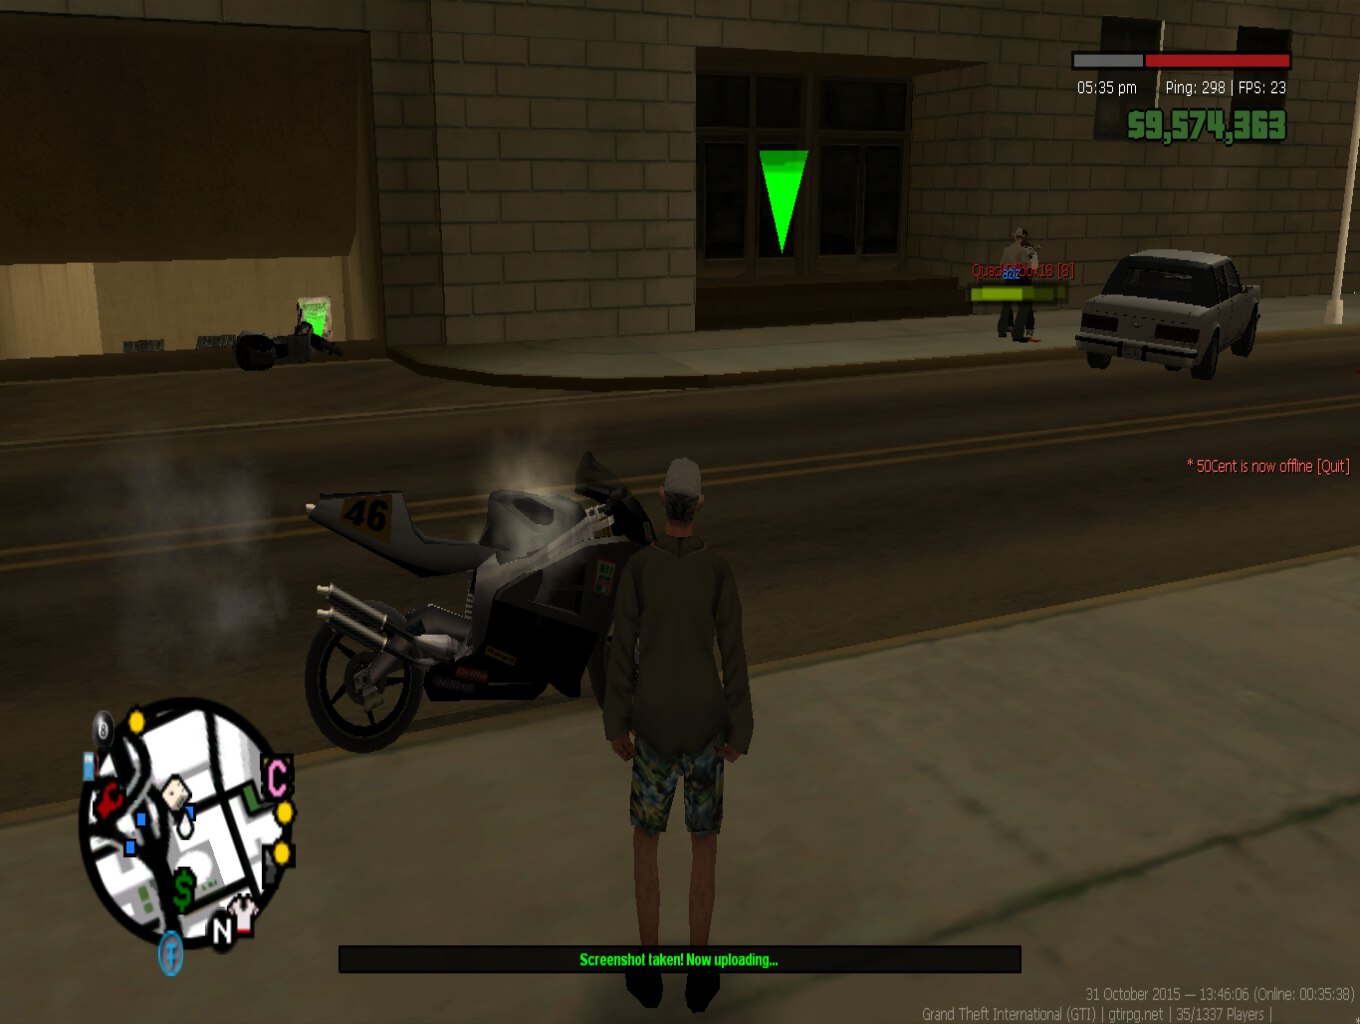 05:35 pm Ping: 298 | FPS: 23
$9,574,363
* 50Cent is now offline [Quit]
46
C
8
$
N
Screenshot taken! Now uploading...
31 October 2015 — 13:46:06 (Online: 00:35:38)
Grand Theft International (GTI) | gtirpg.net | 35/1337 Players |